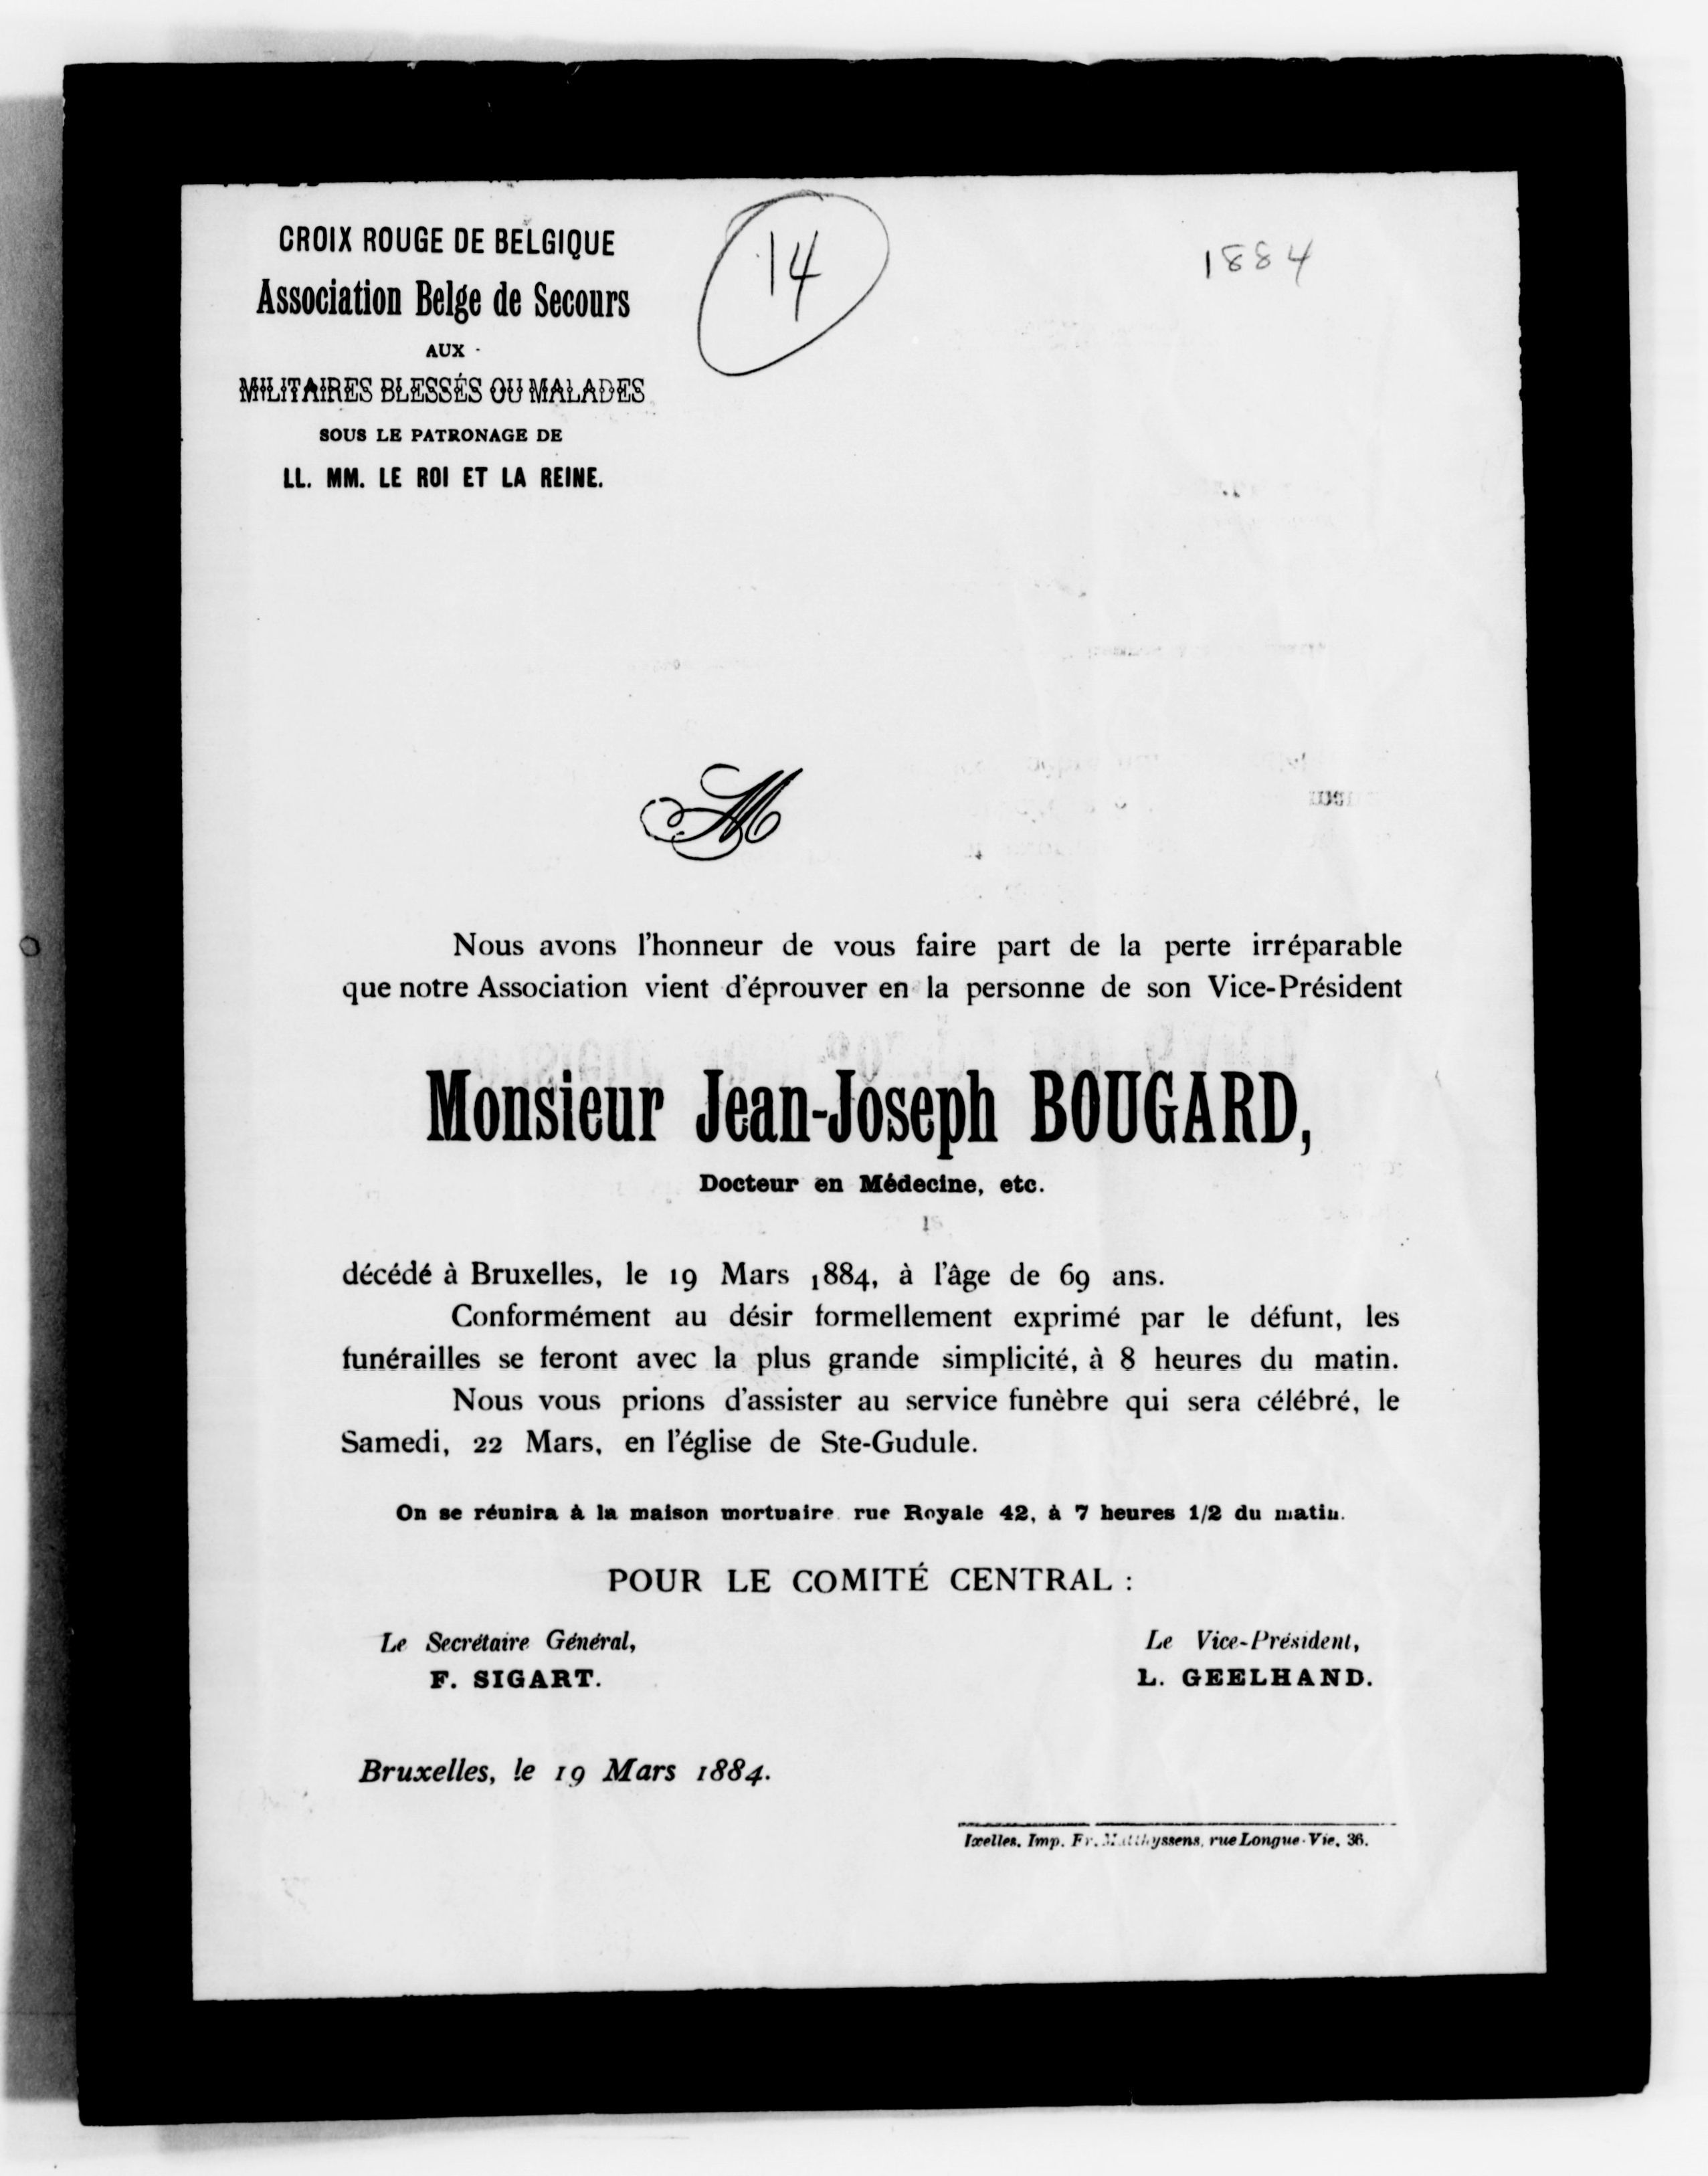 CROIX ROUGE DE BELGIQUE
Association Belge de Secours
AUX
MILITAIRES BLESSÉS OU MALADES
SOUS LE PATRONAGE DE
LL. MM. LE ROI ET LA REINE.
14
1884
M
Nous avons l'honneur de vous faire part de la perte irréparable
que notre Association vient d'éprouver en la personne de son Vice-Président
Monsieur Jean-Joseph BOUGARD,
Docteur en Médecine, etc.
décédé à Bruxelles, le 19 Mars 1884, à l'âge de 69 ans.
Conformément au désir formellement exprimé par le défunt, les
funérailles se feront avec la plus grande simplicité, à 8 heures du matin.
Nous vous prions d'assister au service funèbre qui sera célébré, le
Samedi, 22 Mars, en l'église de Ste-Gudule.
On se réunira à la maison mortuaire rue Royale 42, à 7 heures 1/2 du matin.
POUR LE COMITÉ CENTRAL :
Le Secrétaire Général,
F. SIGART.
Le Vice-Président,
L. GEELHAND.
Bruxelles, le 19 Mars 1884.
Ixelles, Imp. Fr. Matthyssens, rue Longue-Vie, 36.